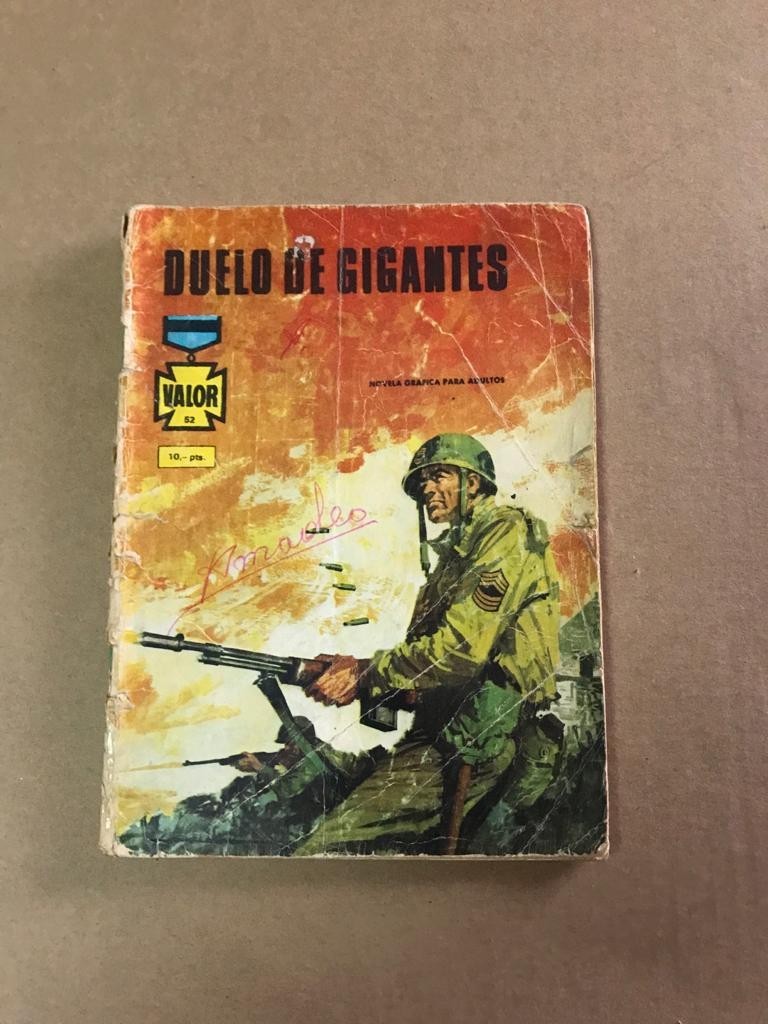 DUELO DE GIGANTES
VALOR
52
NOVELA GRAFICA PARA ADULTOS
10,- pts.
Amadeo